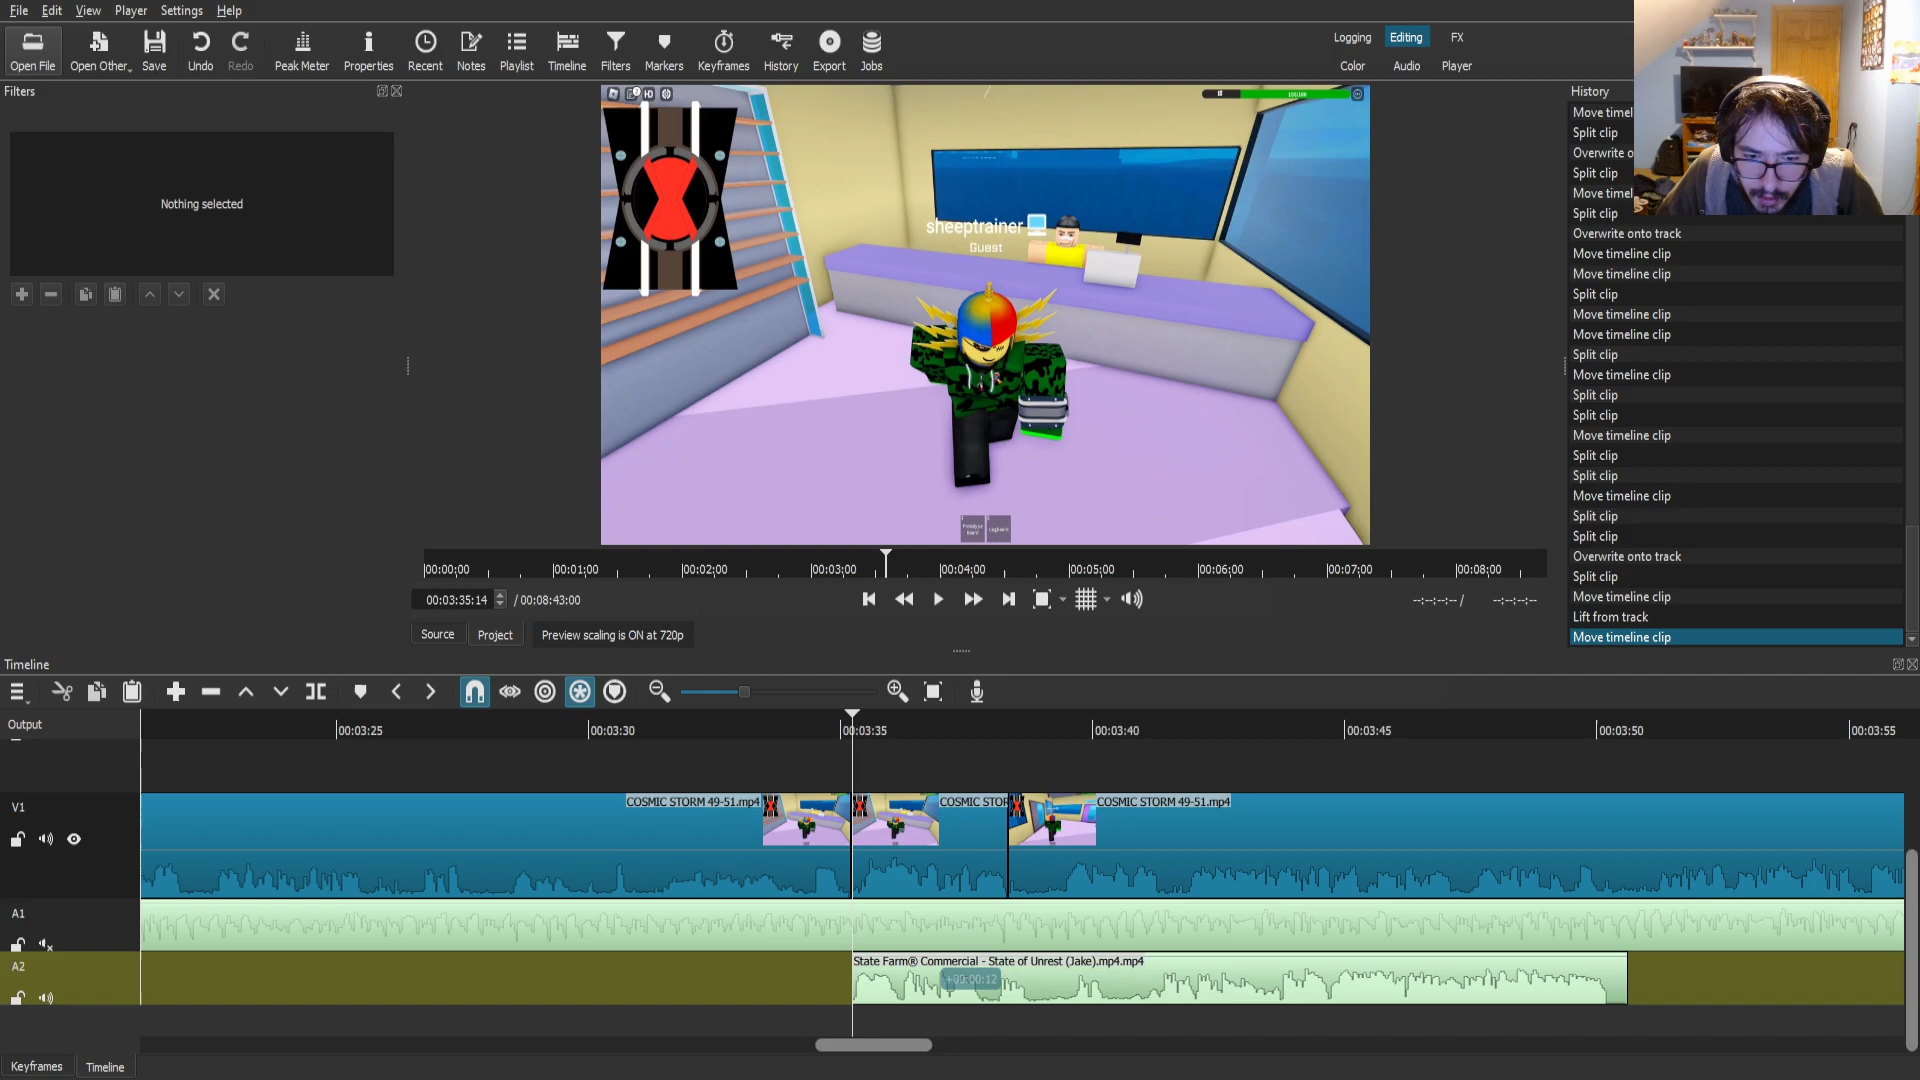 File Edit View Player Settings Help
Open File Open Other Save Undo Redo Peak Meter Properties Recent Notes Playlist Timeline Filters Markers Keyframes History Export Jobs
Logging Editing FX
Color Audio Player
Filters
Nothing selected
HD
100/100
sheeptrainer
Guest
History
Move timel
Split clip
Overwrite o
Split clip
Move timel
Split clip
Overwrite onto track
Move timeline clip
Move timeline clip
Split clip
Move timeline clip
Move timeline clip
Split clip
Move timeline clip
Split clip
Split clip
Move timeline clip
Split clip
Split clip
Move timeline clip
Split clip
Split clip
Overwrite onto track
Split clip
Move timeline clip
Lift from track
Move timeline clip
00:00:00 00:01:00 00:02:00 00:03:00 00:04:00 00:05:00 00:06:00 00:07:00 00:08:00
00:03:35:14 / 00:08:43:00
--:--:--:-- / --:--:--:--
Source Project Preview scaling is ON at 720p
Timeline
Output
00:03:25 00:03:30 00:03:35 00:03:40 00:03:45 00:03:50 00:03:55
V1
COSMIC STORM 49-51.mp4 COSMIC STOR COSMIC STORM 49-51.mp4
A1
A2
State Farm® Commercial - State of Unrest (Jake).mp4.mp4
+00:00:12
Keyframes Timeline